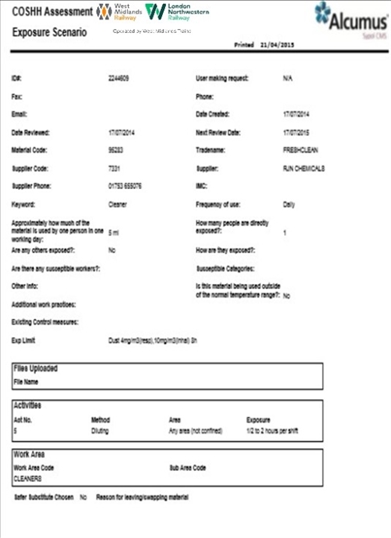 COSHH Assessment
West Midlands Railway
London Northwestern Railway
Alcumus
Sypol CMS
Exposure Scenario
Operated by West Midlands Trains
Printed 21/04/2015
ID#: 2244609 User making request: N/A
Fax: Phone:
Email: Date Created: 17/07/2014
Date Reviewed: 17/07/2014 Next Review Date: 17/07/2015
Material Code: Tradename: FRESHCLEAN
Supplier Code: 7331 Supplier: RJN CHEMICALS
Supplier Phone: 01753 655076 IMC:
Keyword: Cleaner Frequency of use: Daily
Approximately how much of the
material is used by one person in one 5 ml
working day:
How many people are directly
exposed?: 1
Are any others exposed?: No How are they exposed?:
Are there any susceptible workers?: Susceptible Categories:
Other Info:
Is this material being used outside
of the normal temperature range?: No
Additional work practices:
Existing Control measures:
Exp Limit Dust 4mg/m3(resp),10mg/m3(inhal) 8h
Files Uploaded
File Name
Activities
Act No. Method Area Exposure
5 Diluting Any area (not confined) 1/2 to 2 hours per shift
Work Area
Work Area Code Sub Area Code
CLEANERS
Safer Substitute Chosen No Reason for leaving/swapping material